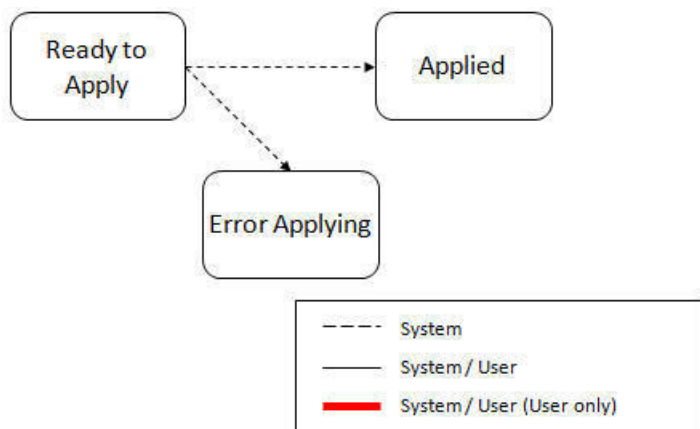 Ready to
Apply
Applied
Error Applying
System
System / User
System / User (User only)